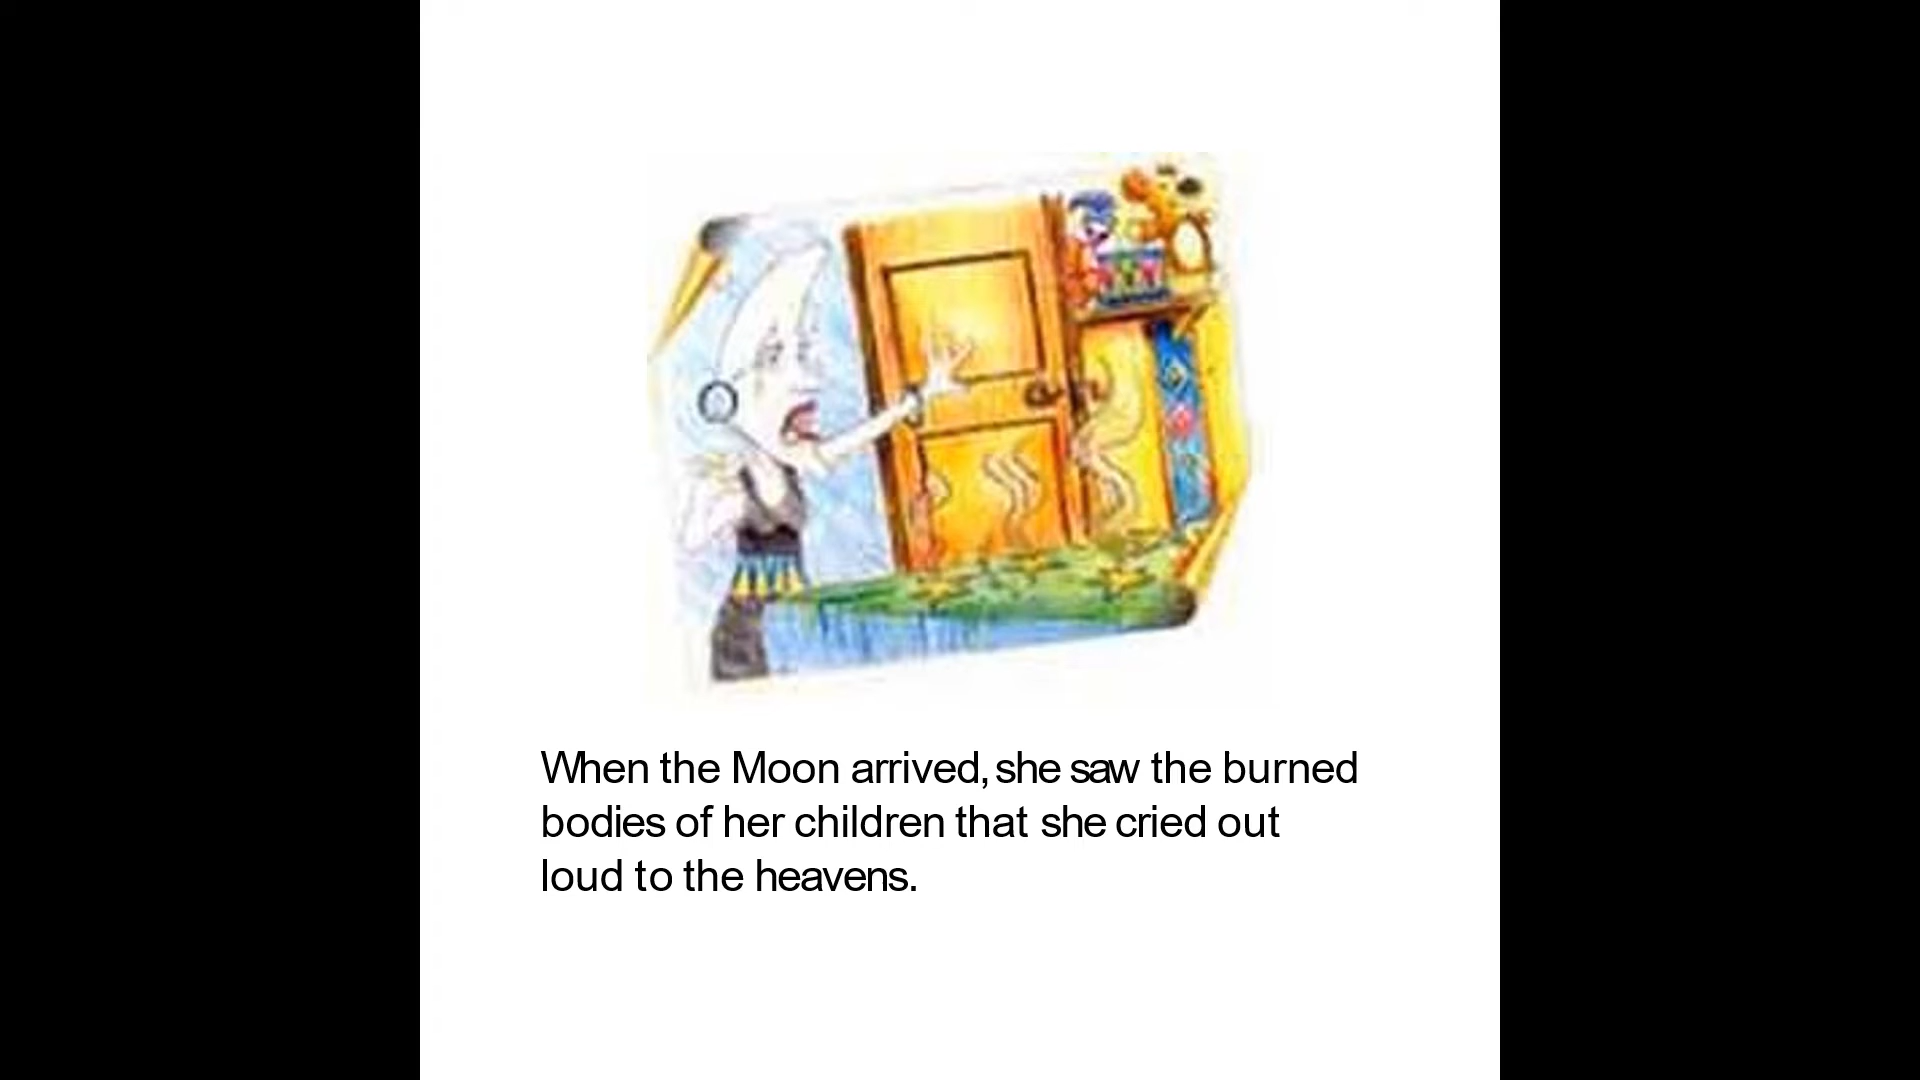 When the Moon arrived, she saw the burned
bodies of her children that she cried out
loud to the heavens.